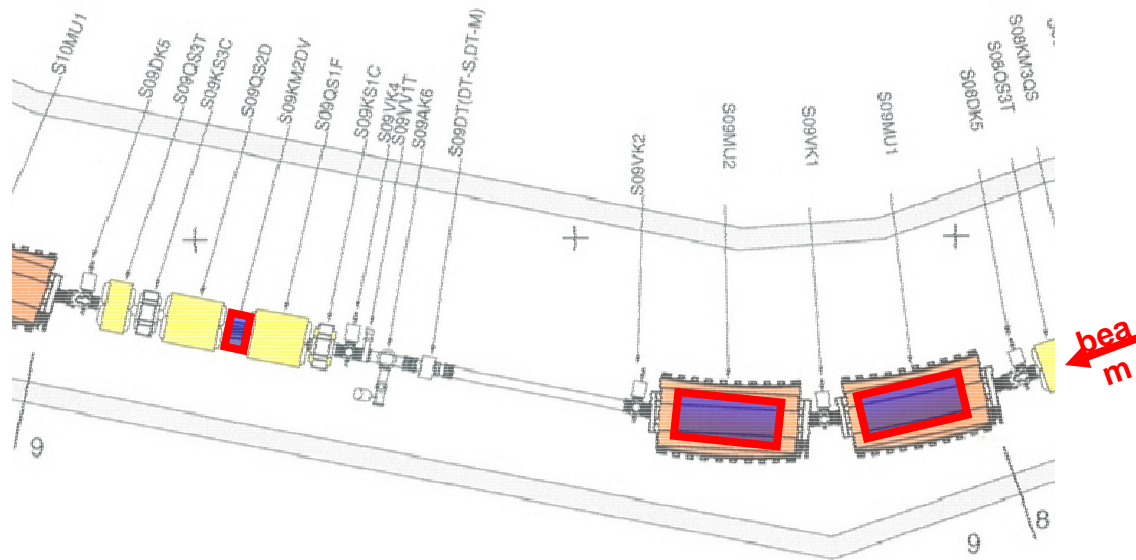 S10MU1
S09DK5
S09QS3T
S09KS3C
S09QS2D
S09KM2DV
S09QS1F
S09KS1C
S09VK4
S09VV1T
S09AK6
S09DT(DT-S,DT-M)
S09VK2
S09MU2
S09VK1
S09MU1
S08DK5
S08QS3T
S08KM3QS
bea
m
9
9
8